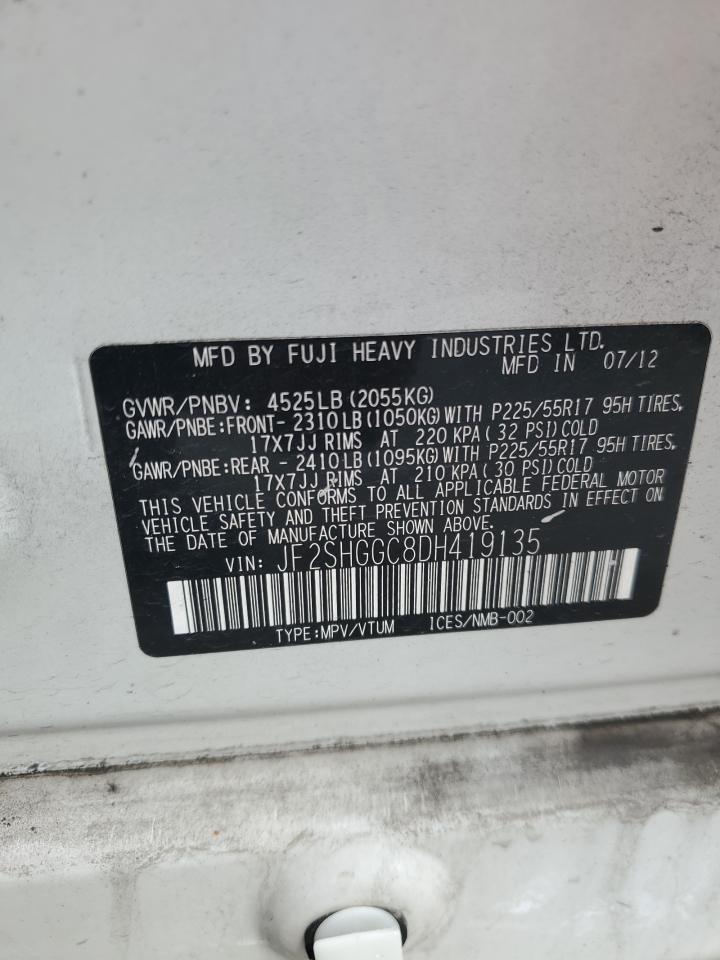 MFD BY FUJI HEAVY INDUSTRIES LTD.
MFD IN 07/12
GVWR/PNBV: 4525LB(2055KG)
GAWR/PNBE:FRONT-2310LB(1050KG)WITH P225/55R17 95H TIRES,
17X7JJ RIMS AT 220 KPA( 32 PSI)COLD
GAWR/PNBE:REAR -2410LB(1095KG)WITH P225/55R17 95H TIRES,
17X7JJ RIMS AT 210 KPA( 30 PSI)COLD
THIS VEHICLE CONFORMS TO ALL APPLICABLE FEDERAL MOTOR
VEHICLE SAFETY AND THEFT PREVENTION STANDARDS IN EFFECT ON
THE DATE OF MANUFACTURE SHOWN ABOVE.
VIN: JF2SHGGC8DH419135
TYPE:MPV/VTUM ICES/NMB-002